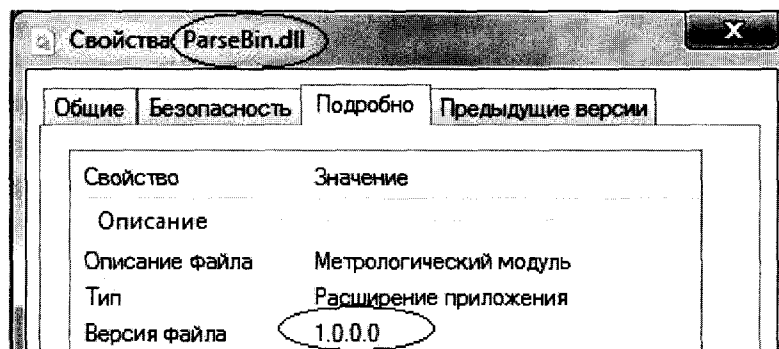 Свойства: ParseBin.dll
X
Общие Безопасность Подробно Предыдущие версии
Свойство Значение
Описание
Описание файла Метрологический модуль
Тип Расширение приложения
Версия файла 1.0.0.0